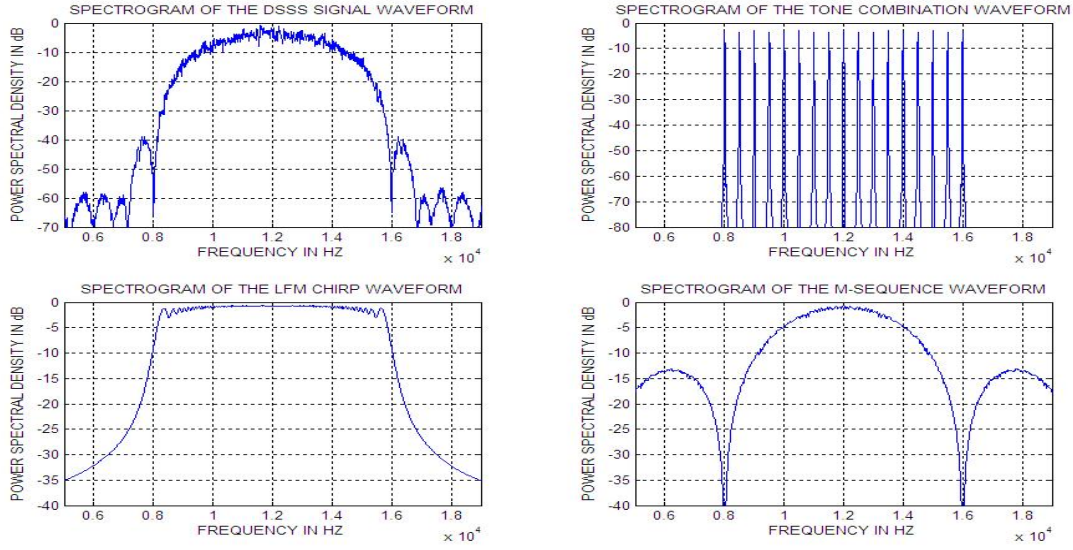 SPECTROGRAM OF THE DSSS SIGNAL WAVEFORM
POWER SPECTRAL DENSITY IN dB
0
-10
-20
-30
-40
-50
-60
-70
0.6 0.8 1 1.2 1.4 1.6 1.8
FREQUENCY IN HZ
x 10^4
SPECTROGRAM OF THE TONE COMBINATION WAVEFORM
POWER SPECTRAL DENSITY IN dB
0
-10
-20
-30
-40
-50
-60
-70
-80
0.6 0.8 1 1.2 1.4 1.6 1.8
FREQUENCY IN HZ
x 10^4
SPECTROGRAM OF THE LFM CHIRP WAVEFORM
POWER SPECTRAL DENSITY IN dB
0
-5
-10
-15
-20
-25
-30
-35
-40
0.6 0.8 1 1.2 1.4 1.6 1.8
FREQUENCY IN HZ
x 10^4
SPECTROGRAM OF THE M-SEQUENCE WAVEFORM
POWER SPECTRAL DENSITY IN dB
0
-5
-10
-15
-20
-25
-30
-35
-40
0.6 0.8 1 1.2 1.4 1.6 1.8
FREQUENCY IN HZ
x 10^4